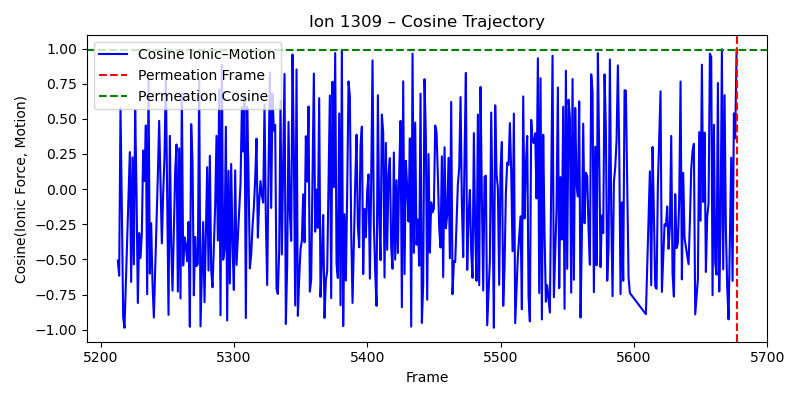 Ion 1309 – Cosine Trajectory
Cosine(Ionic Force, Motion)
1.00
0.75
0.50
0.25
0.00
−0.25
−0.50
−0.75
−1.00
Cosine Ionic–Motion
Permeation Frame
Permeation Cosine
5200
5300
5400
5500
5600
5700
Frame